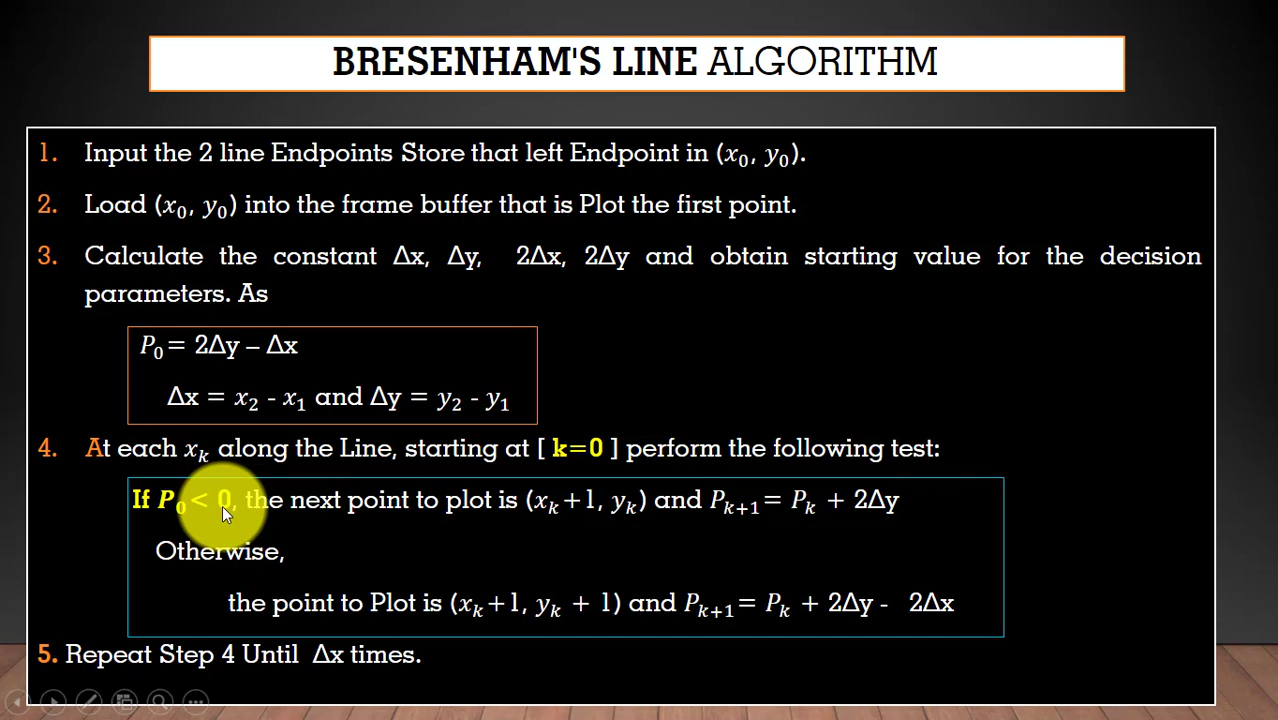 BRESENHAM'S LINE ALGORITHM
1. Input the 2 line Endpoints Store that left Endpoint in (x₀, y₀).
2. Load (x₀, y₀) into the frame buffer that is Plot the first point.
3. Calculate the constant Δx, Δy, 2Δx, 2Δy and obtain starting value for the decision
parameters. As
P₀ = 2Δy – Δx
Δx = x₂ - x₁ and Δy = y₂ - y₁
4. At each xₖ along the Line, starting at [ k=0 ] perform the following test:
If P₀ < 0, the next point to plot is (xₖ+1, yₖ) and Pₖ₊₁ = Pₖ + 2Δy
Otherwise,
the point to Plot is (xₖ+1, yₖ + 1) and Pₖ₊₁ = Pₖ + 2Δy - 2Δx
5. Repeat Step 4 Until Δx times.